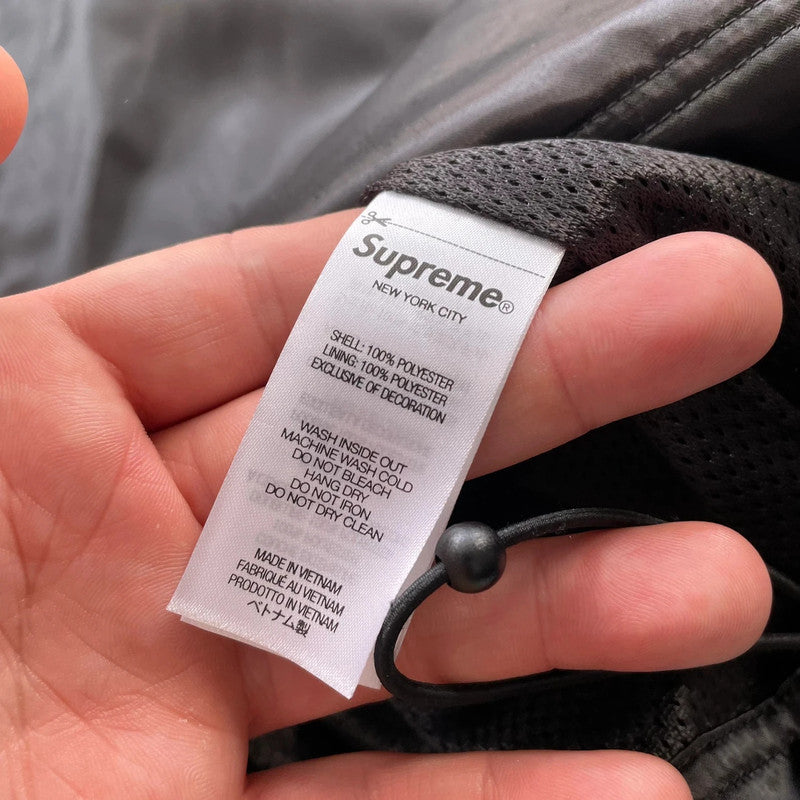 Supreme®
NEW YORK CITY
SHELL: 100% POLYESTER
LINING: 100% POLYESTER
EXCLUSIVE OF DECORATION
WASH INSIDE OUT
MACHINE WASH COLD
DO NOT BLEACH
HANG DRY
DO NOT IRON
DO NOT DRY CLEAN
MADE IN VIETNAM
FABRIQUÉ AU VIETNAM
PRODOTTO IN VIETNAM
ベトナム製